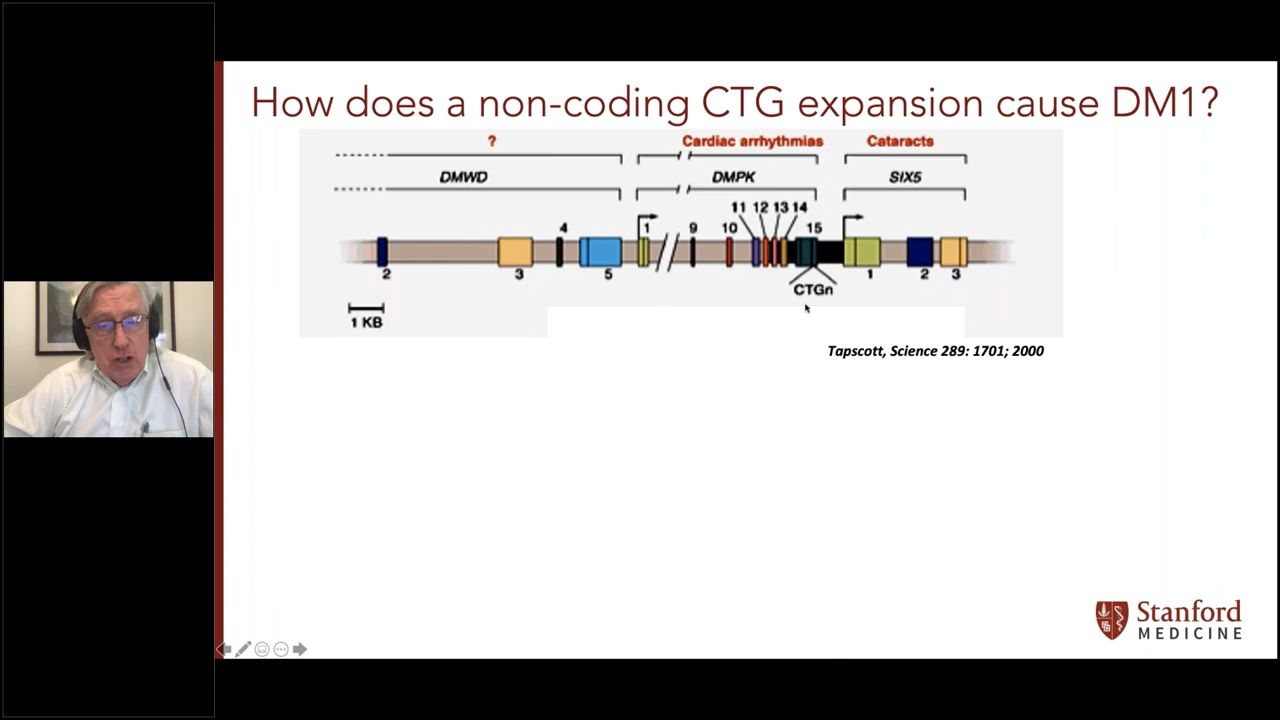 How does a non-coding CTG expansion cause DM1?
? Cardiac arrhythmias Cataracts
DMWD DMPK SIX5
11 12 13 14
4 1 9 10 15
2 3 5 1 2 3
CTGn
1 KB
Tapscott, Science 289: 1701; 2000
Stanford
MEDICINE